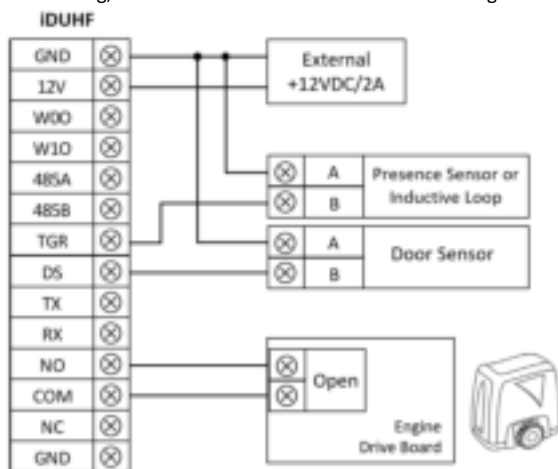 iDUHF
GND
12V
W0O
W1O
485A
485B
TGR
DS
TX
RX
NO
COM
NC
GND
External
+12VDC/2A
A
B
Presence Sensor or
Inductive Loop
A
B
Door Sensor
Open
Engine
Drive Board